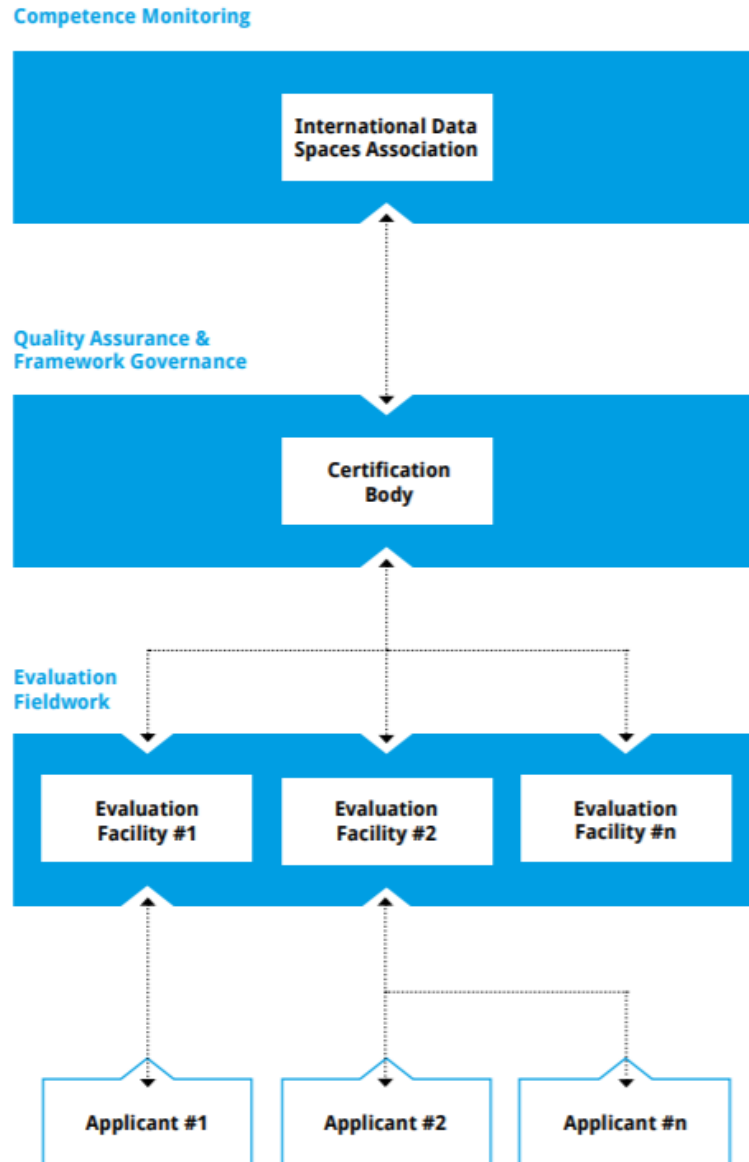 Competence Monitoring
International Data
Spaces Association
Quality Assurance &
Framework Governance
Certification
Body
Evaluation
Fieldwork
Evaluation
Facility #1
Evaluation
Facility #2
Evaluation
Facility #n
Applicant #1
Applicant #2
Applicant #n